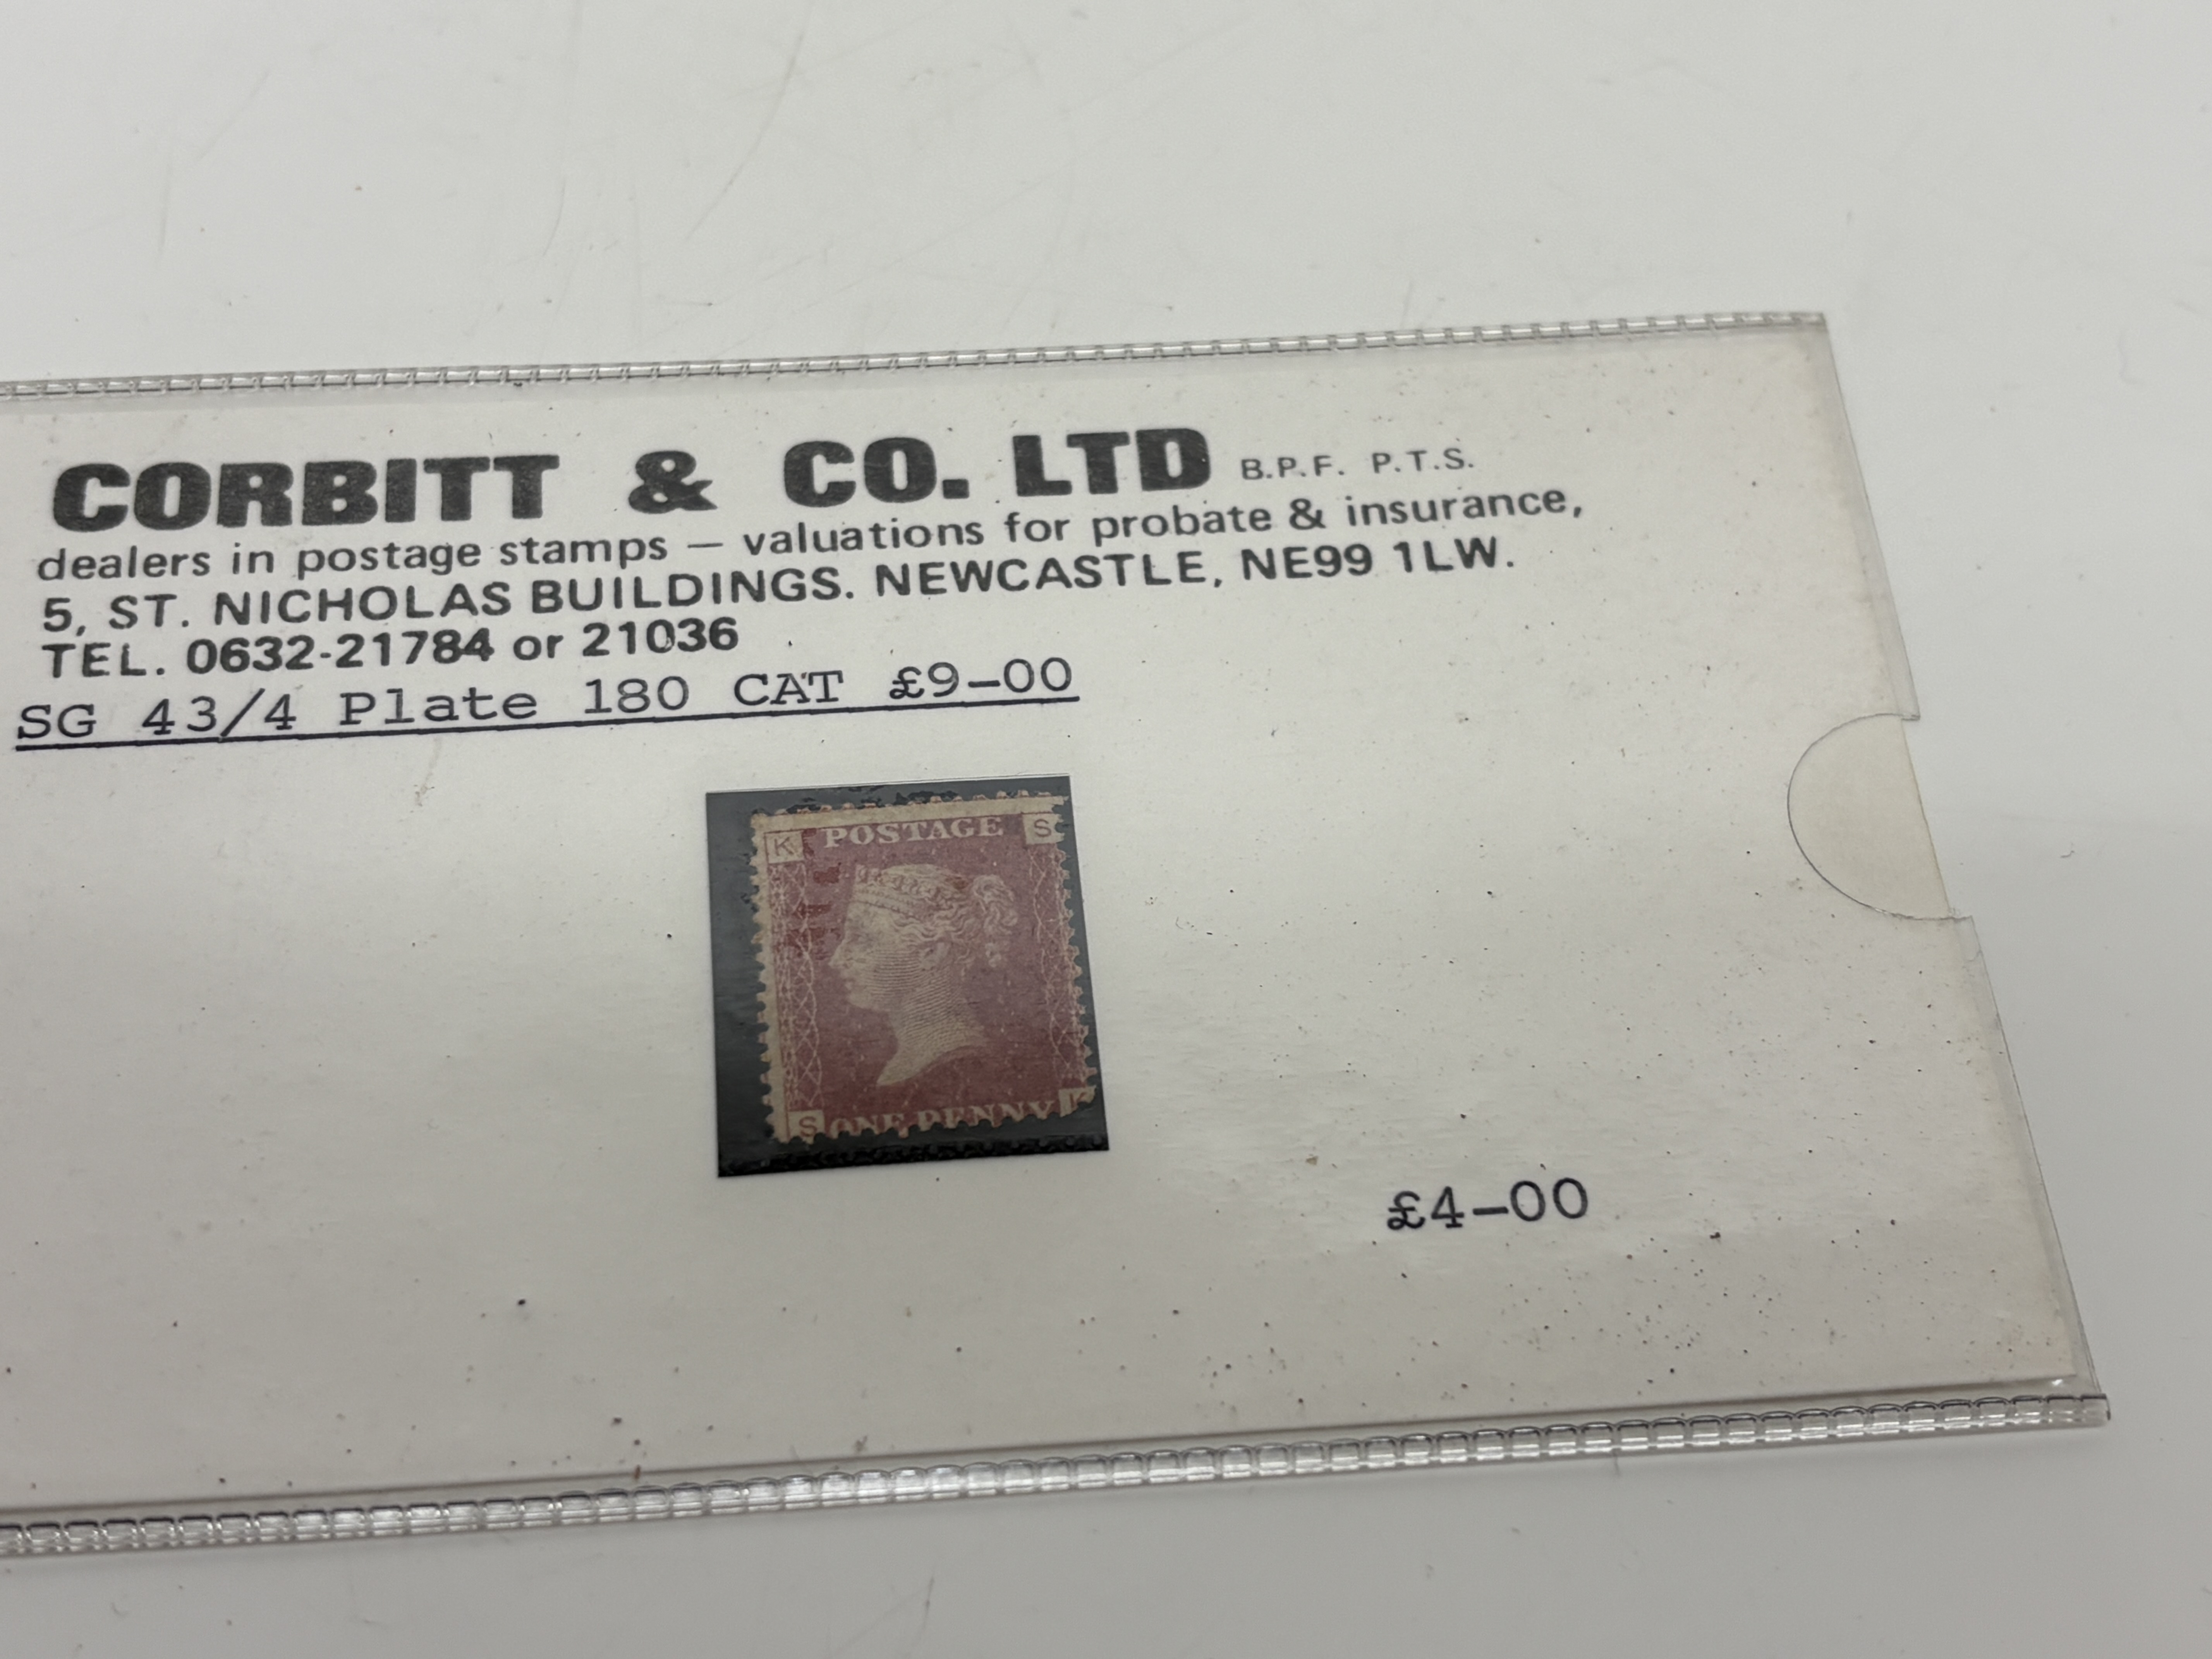 CORBITT & CO. LTD B.P.F. P.T.S.
dealers in postage stamps — valuations for probate & insurance,
5, ST. NICHOLAS BUILDINGS. NEWCASTLE, NE99 1LW.
TEL. 0632-21784 or 21036
SG 43/4 Plate 180 CAT £9-00
K POSTAGE S
S ONE PENNY K
£4-00